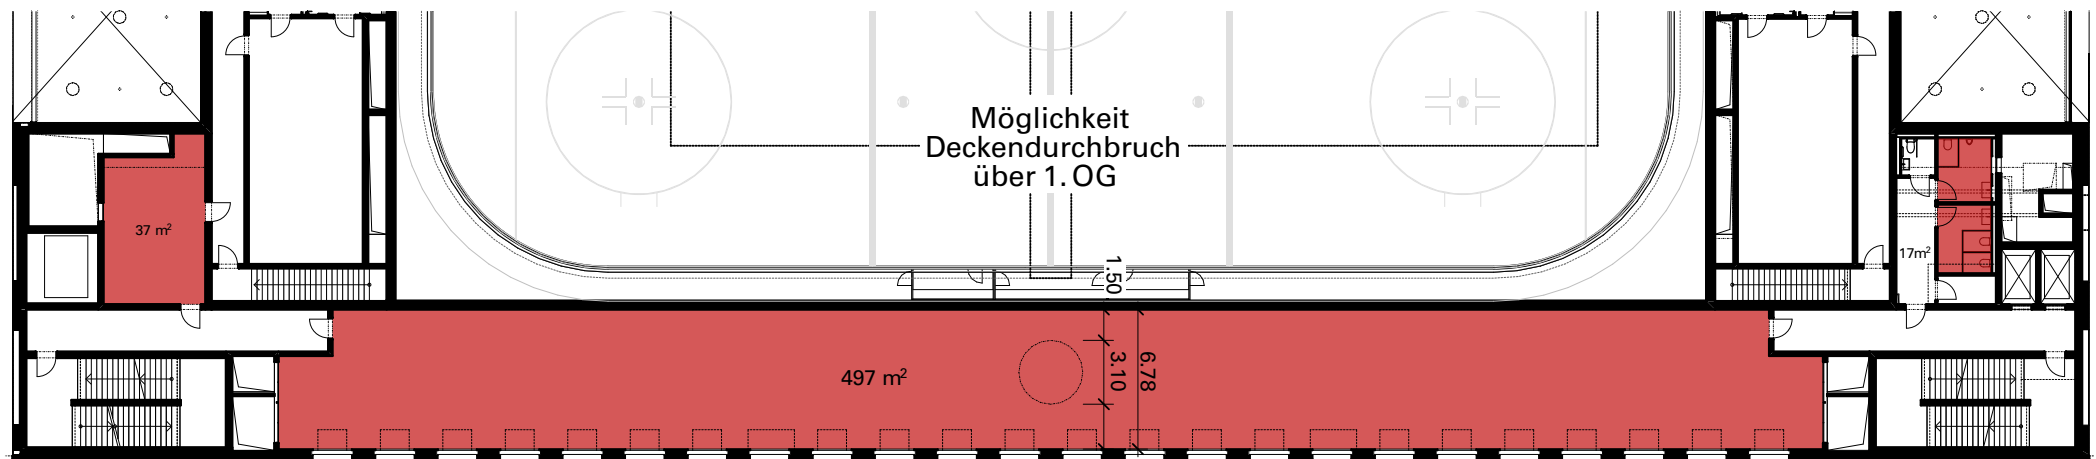 Möglichkeit
Deckendurchbruch
über 1. OG
37 m²
17m²
1.50
3.10
6.78
497 m²